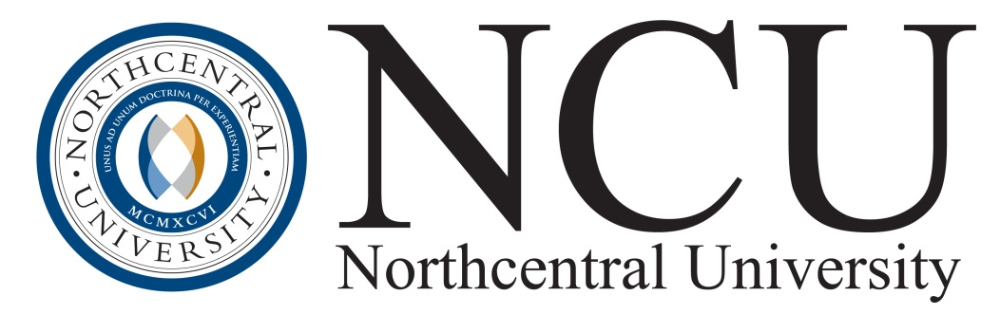 NORTHCENTRAL
UNUS AD UNUM DOCTRINA PER EXPERIENTIAM
MCMXCVI
· UNIVERSITY ·
NCU
Northcentral University